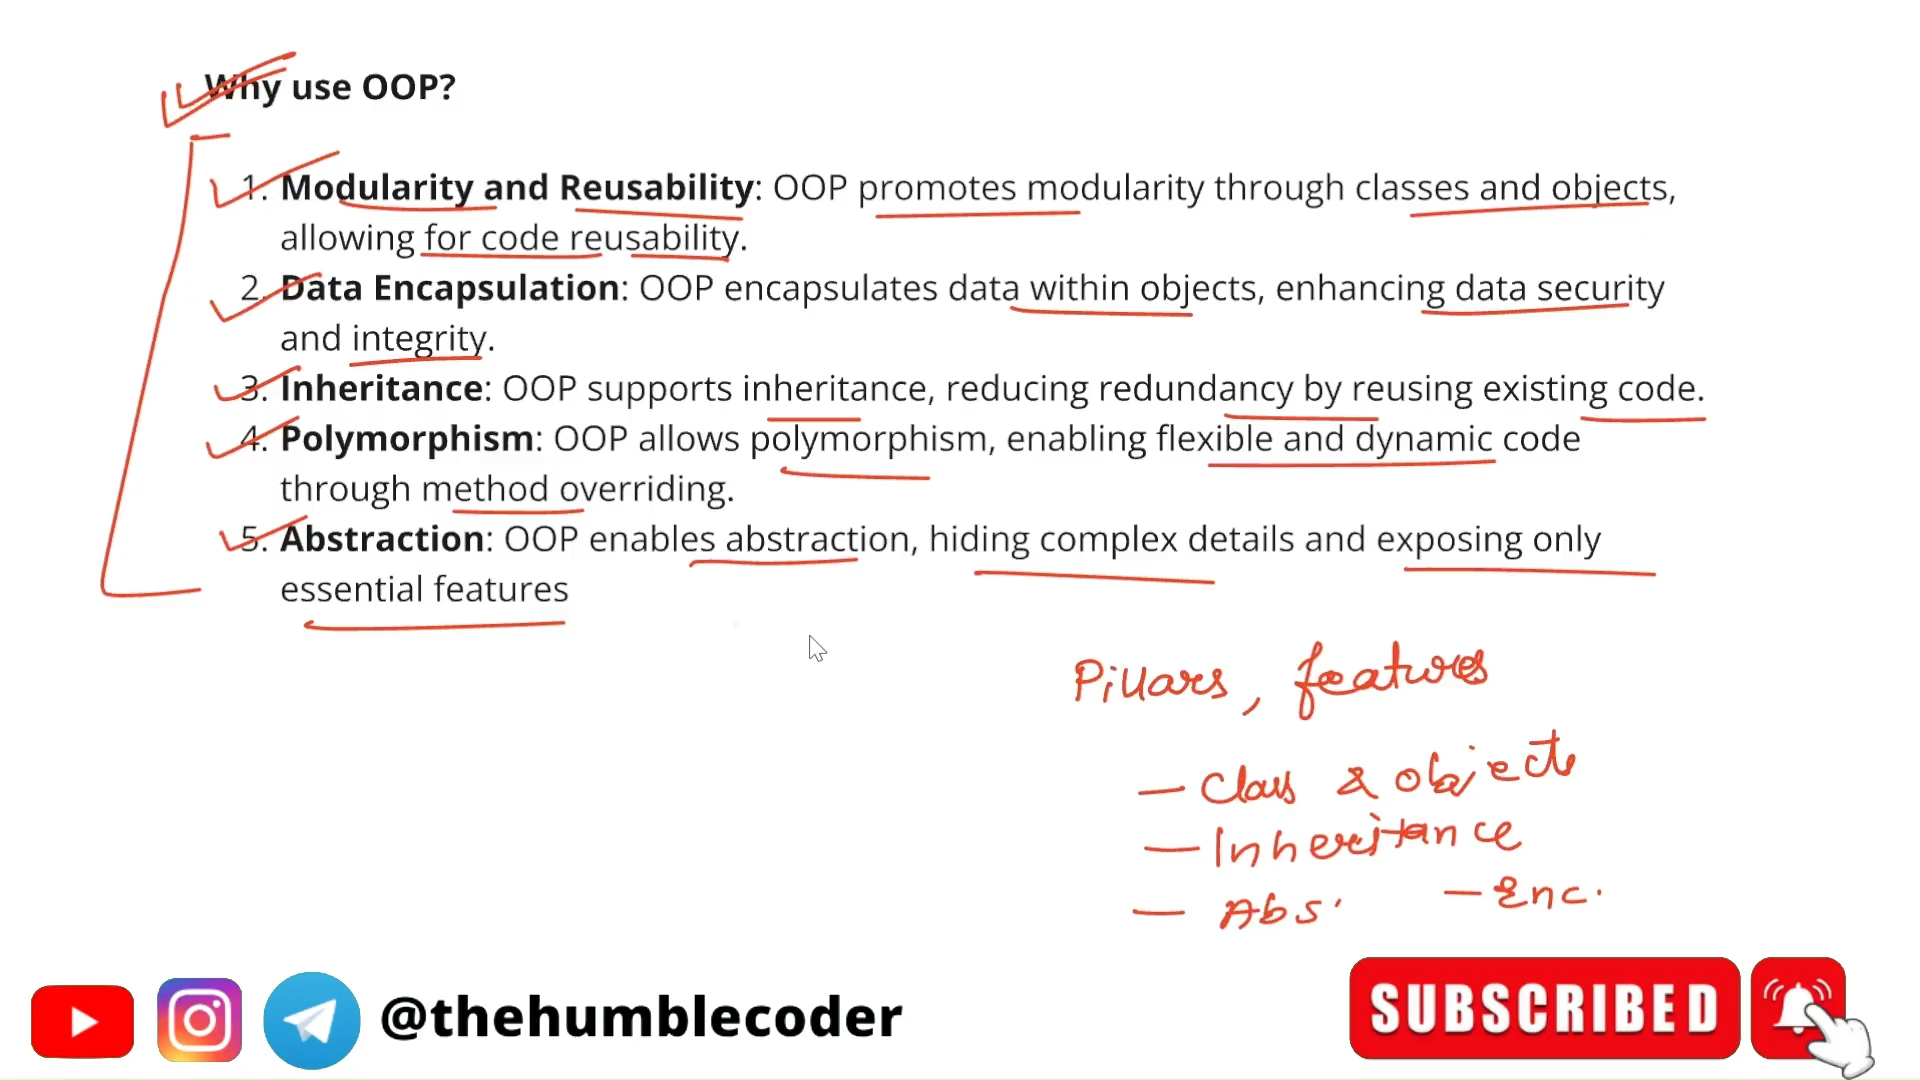 Why use OOP?
1. Modularity and Reusability: OOP promotes modularity through classes and objects,
allowing for code reusability.
2. Data Encapsulation: OOP encapsulates data within objects, enhancing data security
and integrity.
3. Inheritance: OOP supports inheritance, reducing redundancy by reusing existing code.
4. Polymorphism: OOP allows polymorphism, enabling flexible and dynamic code
through method overriding.
5. Abstraction: OOP enables abstraction, hiding complex details and exposing only
essential features
Pillars, features
- Class & objects
- Inheritance
- Abs. - Enc.
@thehumblecoder
SUBSCRIBED